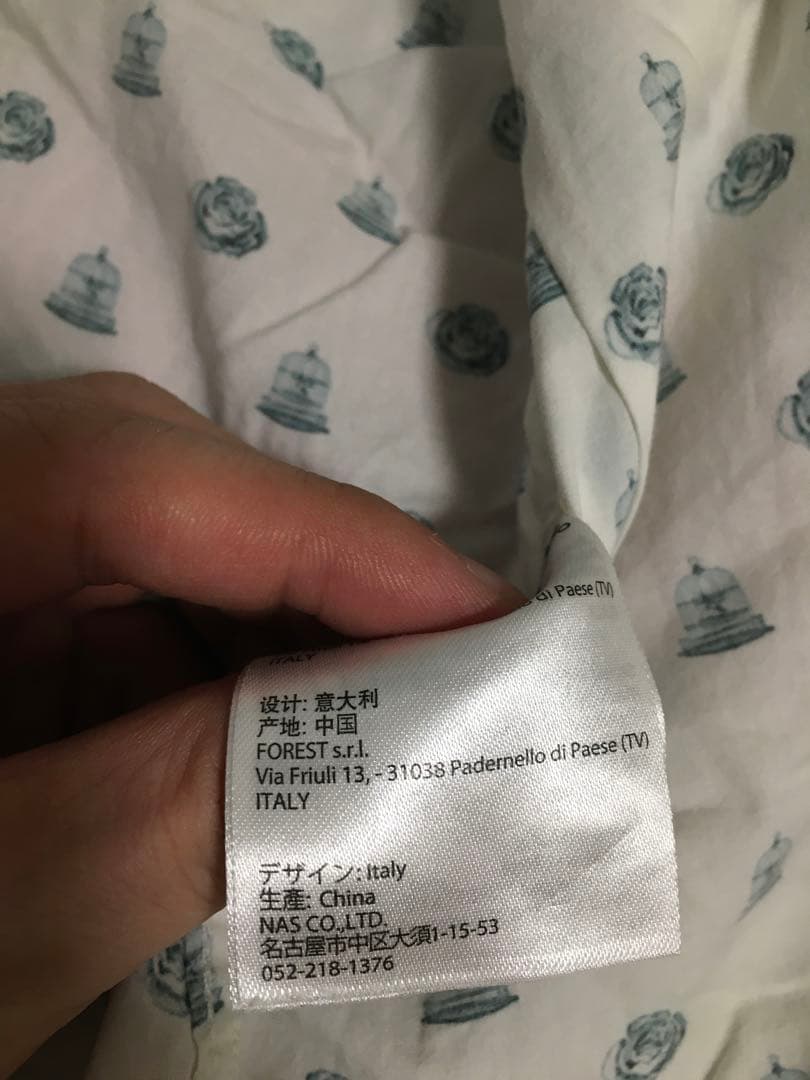 di Paese (TV)
ITALY
设计: 意大利
产地: 中国
FOREST s.r.l.
Via Friuli 13, - 31038 Padernello di Paese (TV)
ITALY
デザイン: Italy
生產: China
NAS CO.,LTD.
名古屋市中区大須1-15-53
052-218-1376